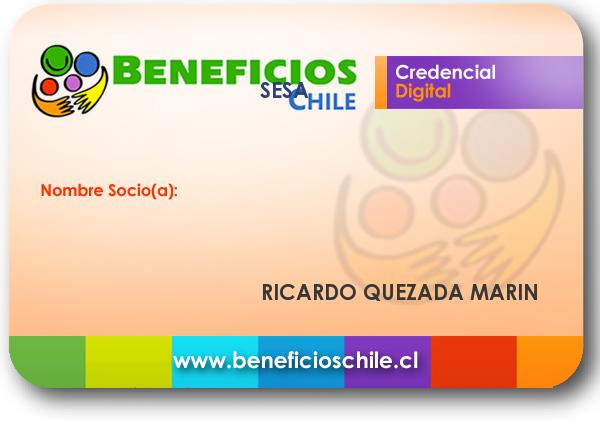 BENEFICIOS
SESA
CHILE
Credencial
Digital
Nombre Socio(a):
RICARDO QUEZADA MARIN
www.beneficioschile.cl